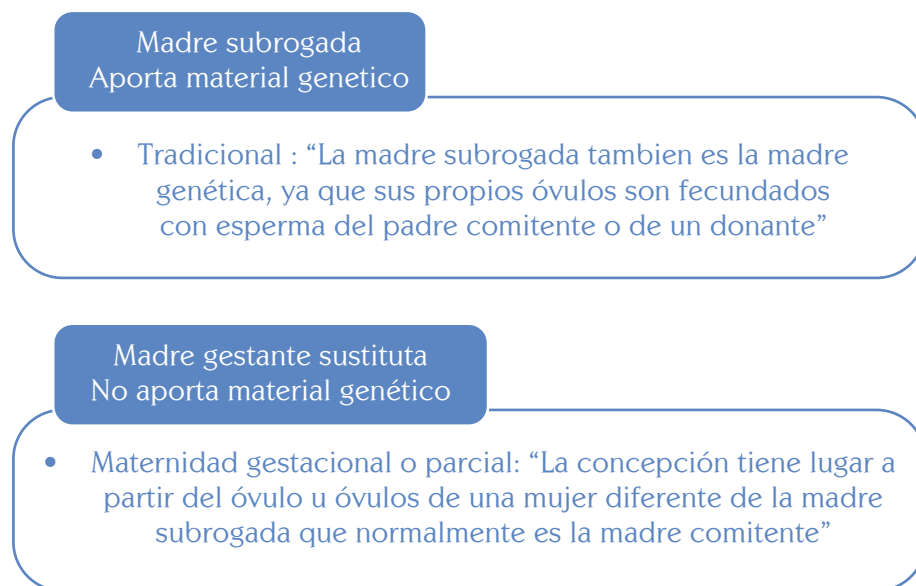 Madre subrogada
Aporta material genetico
• Tradicional : “La madre subrogada tambien es la madre
genética, ya que sus propios óvulos son fecundados
con esperma del padre comitente o de un donante”
Madre gestante sustituta
No aporta material genético
• Maternidad gestacional o parcial: “La concepción tiene lugar a
partir del óvulo u óvulos de una mujer diferente de la madre
subrogada que normalmente es la madre comitente”